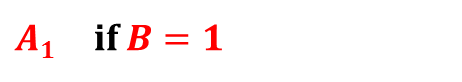 A₁ if B = 1